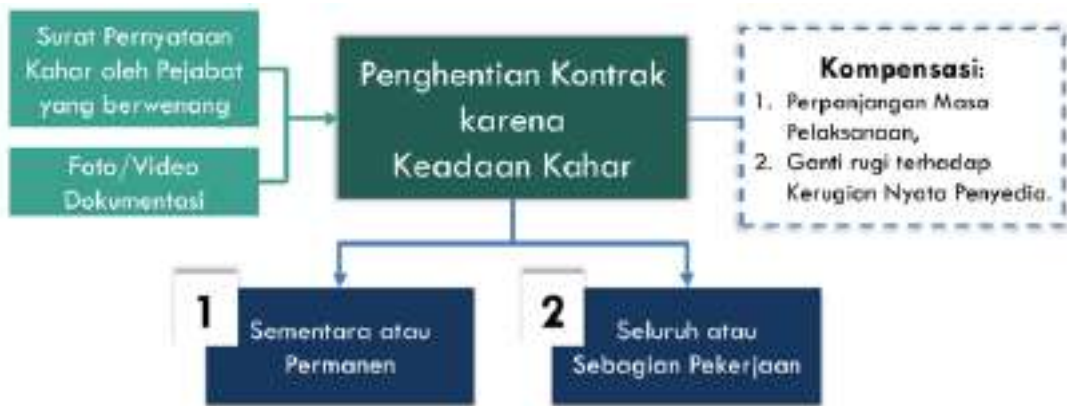 Surat Pernyataan
Kahar oleh Pejabat
yang berwenang
Foto/Video
Dokumentasi
Penghentian Kontrak
karena
Keadaan Kahar
Kompensasi:
1. Perpanjangan Masa
Pelaksanaan,
2. Ganti rugi terhadap
Kerugian Nyata Penyedia.
1
Sementara atau
Permanen
2
Seluruh atau
Sebagian Pekerjaan